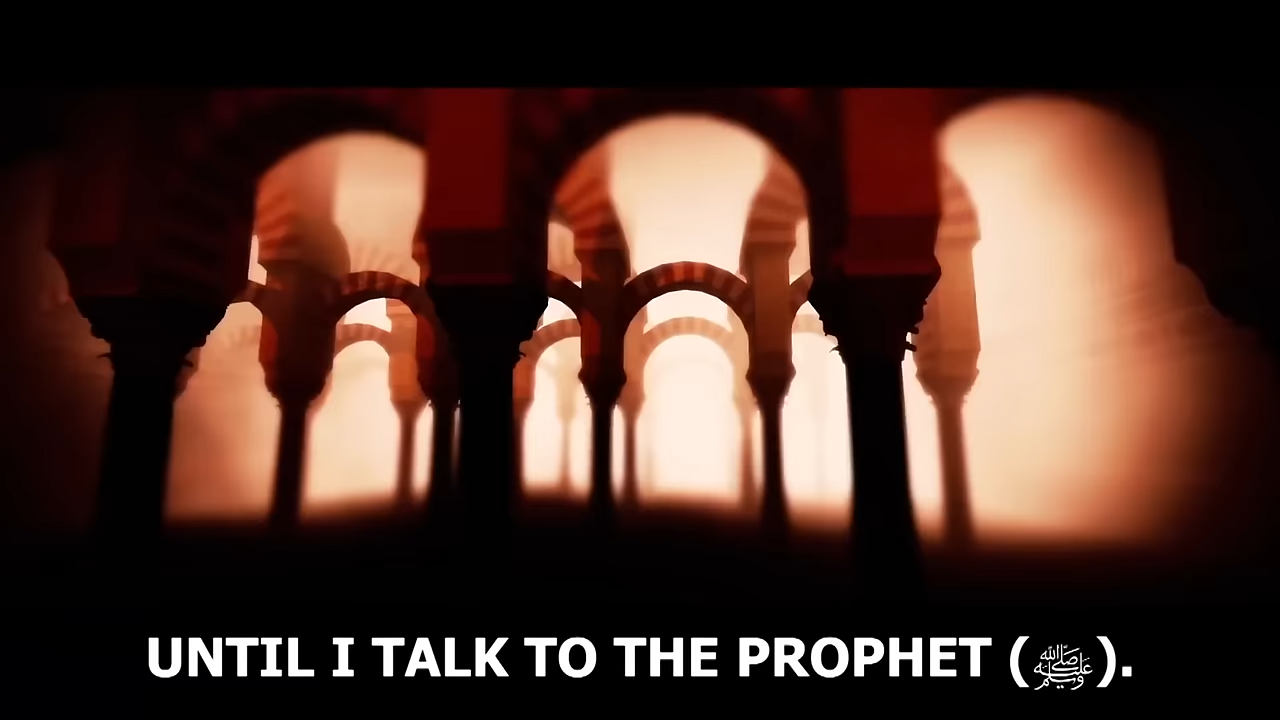 UNTIL I TALK TO THE PROPHET (ﷺ).